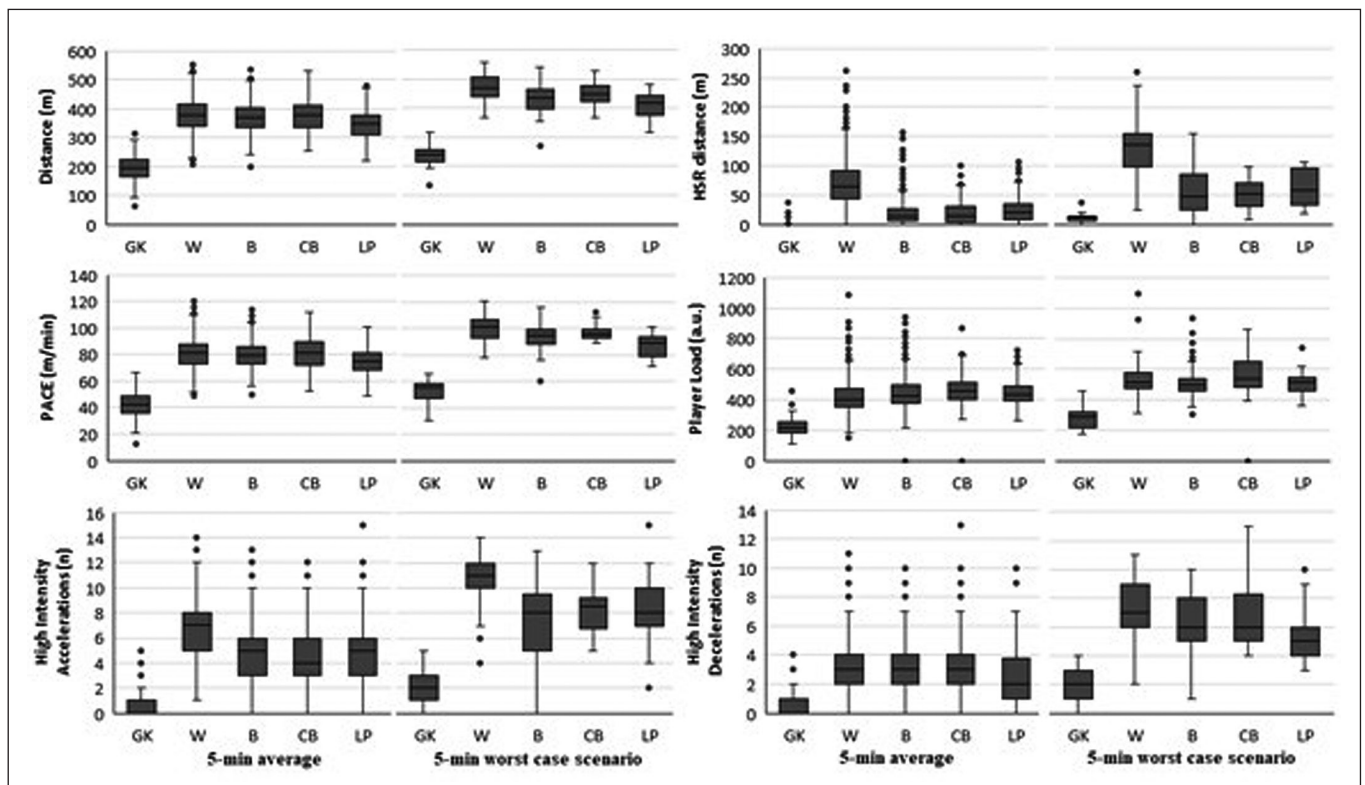 Distance (m)
600
500
400
300
200
100
0
GK W B CB LP GK W B CB LP
HSR distance (m)
300
250
200
150
100
50
0
GK W B CB LP GK W B CB LP
PACE (m/min)
140
120
100
80
60
40
20
0
GK W B CB LP GK W B CB LP
Player Load (a.u.)
1200
1000
800
600
400
200
0
GK W B CB LP GK W B CB LP
High Intensity
Accelerations (n)
16
14
12
10
8
6
4
2
0
GK W B CB LP GK W B CB LP
5-min average 5-min worst case scenario
High Intensity
Decelerations (n)
14
12
10
8
6
4
2
0
GK W B CB LP GK W B CB LP
5-min average 5-min worst case scenario